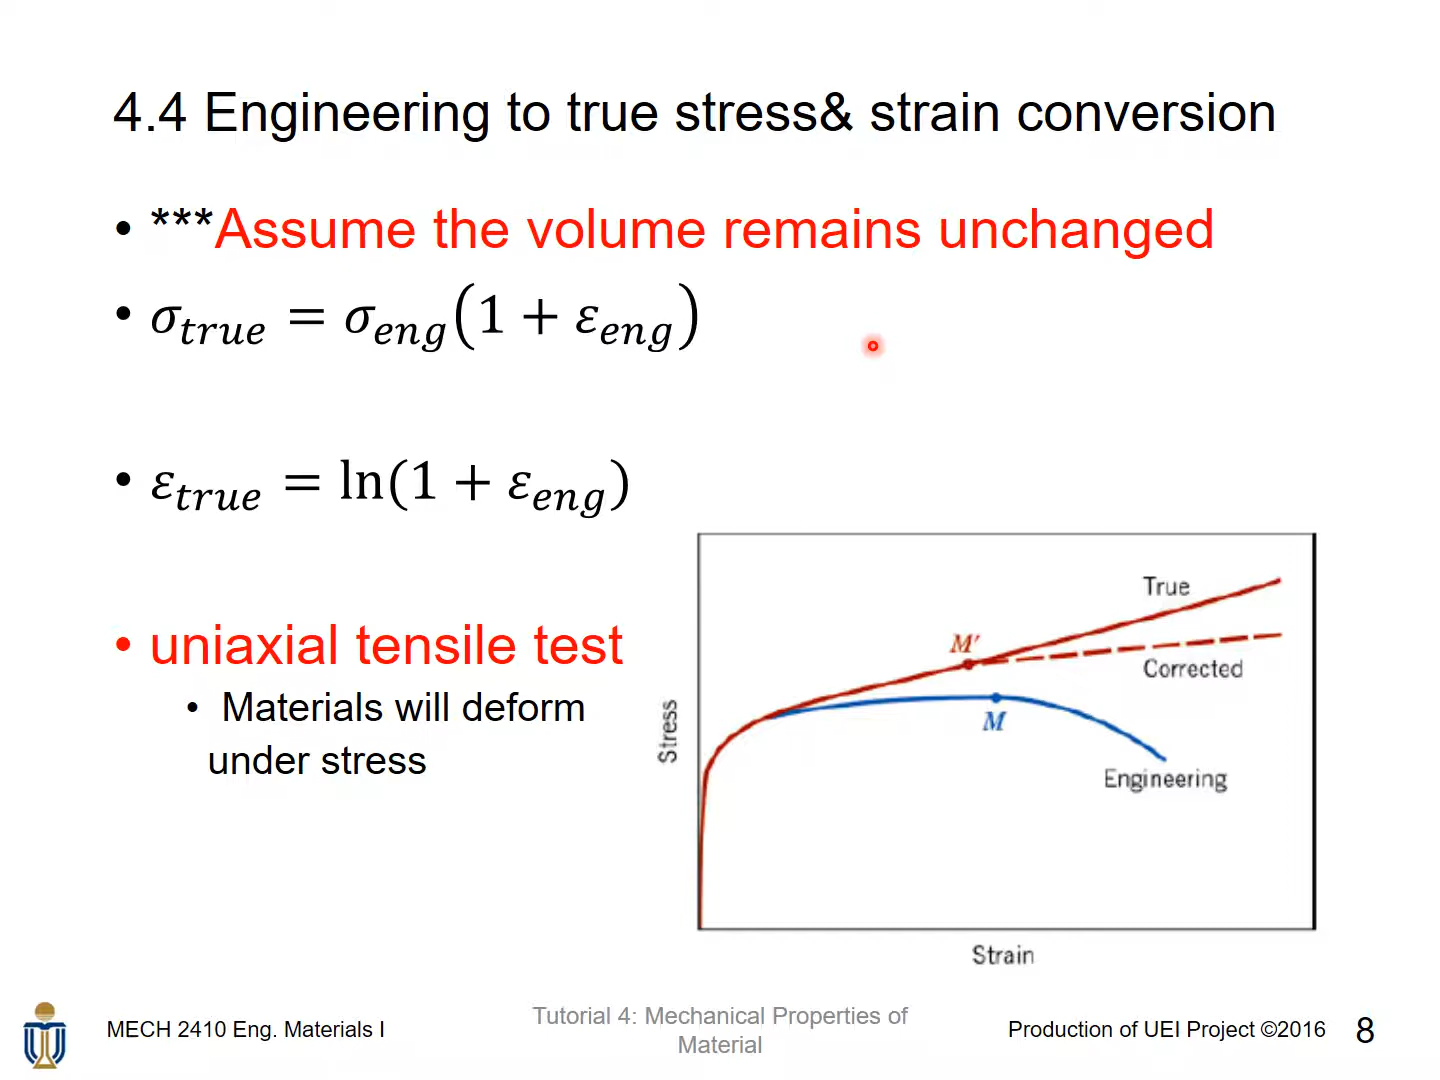 4.4 Engineering to true stress& strain conversion
• ***Assume the volume remains unchanged
• σ_true = σ_eng(1 + ε_eng)
• ε_true = ln(1 + ε_eng)
• uniaxial tensile test
• Materials will deform
under stress
True
M′
Corrected
M
Engineering
Stress
Strain
MECH 2410 Eng. Materials I
Tutorial 4: Mechanical Properties of
Material
Production of UEI Project ©2016
8